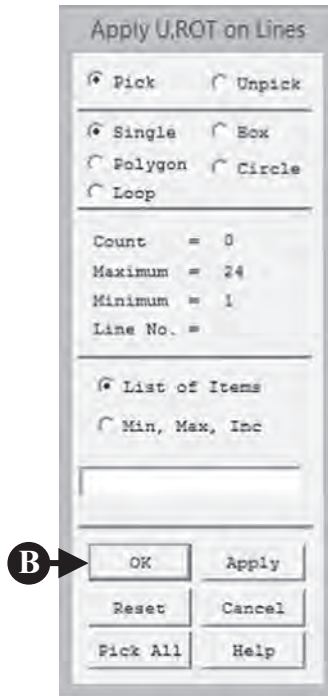 Apply U,ROT on Lines
Pick Unpick
Single Box
Polygon Circle
Loop
Count = 0
Maximum = 24
Minimum = 1
Line No. =
List of Items
Min, Max, Inc
B OK Apply
Reset Cancel
Pick All Help